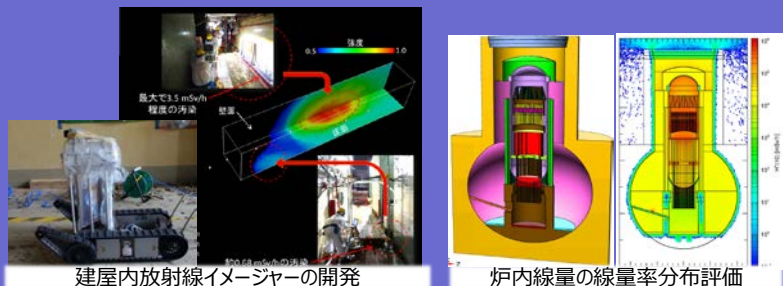 強度
0.5
1.0
最大で3.5 mSv/h
程度の汚染
壁面
床面
約0.68 mSv/hの汚染
建屋内放射線イメージャーの開発
炉内線量の線量率分布評価